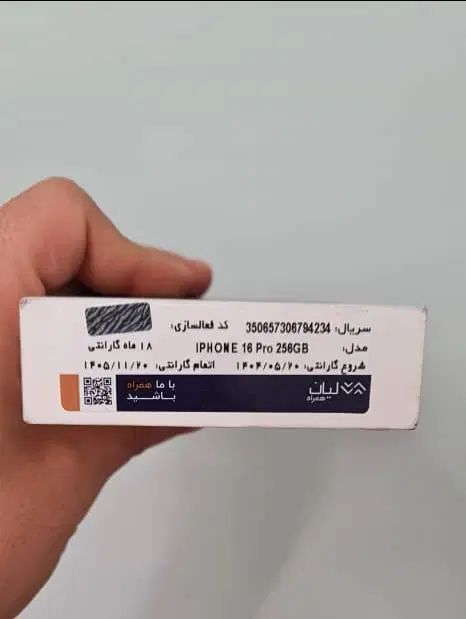 سریال: 350657306794234 کد فعالسازی:
مدل: IPHONE 16 Pro 256GB ۱۸ ماه گارانتی
شروع گارانتی: ۱۴۰۴/۰۵/۲۰ اتمام گارانتی: ۱۴۰۵/۱۱/۲۰
لیان همراه
با ما همراه
باشید